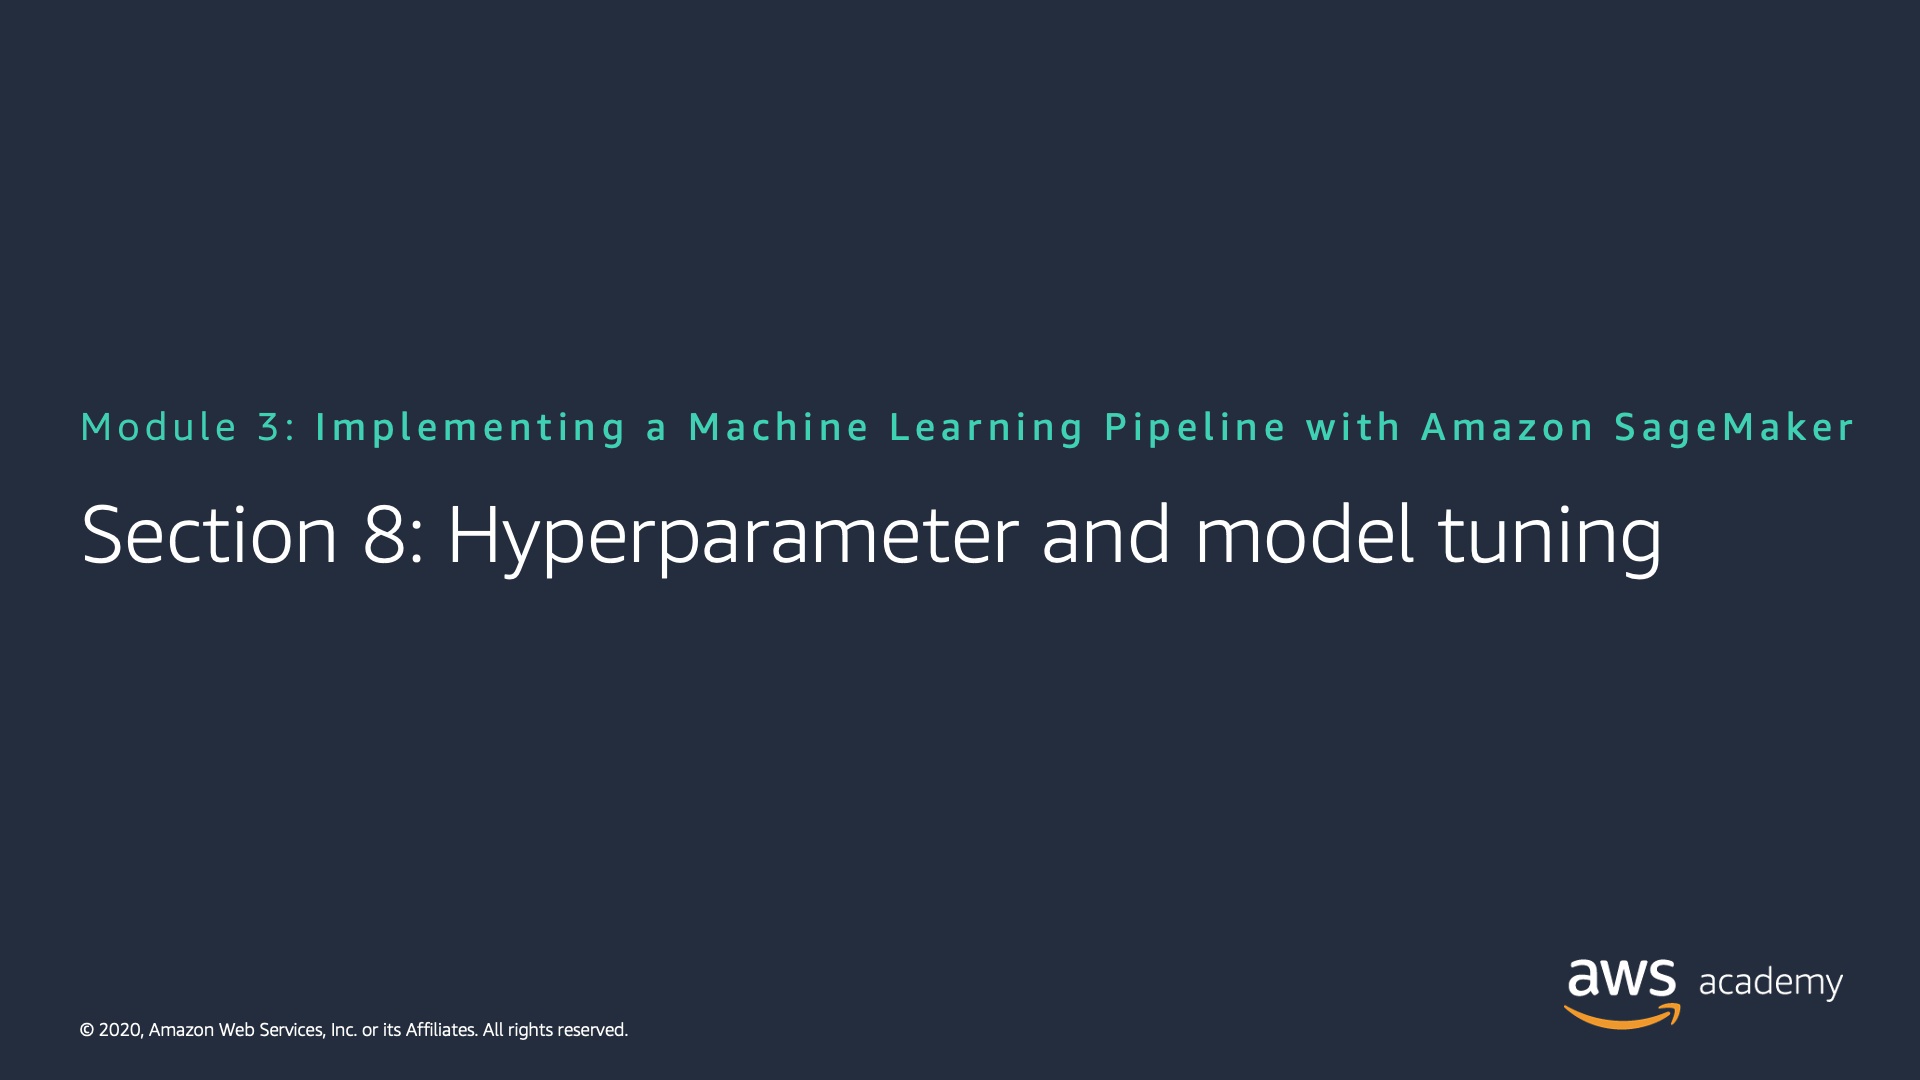 Module 3: Implementing a Machine Learning Pipeline with Amazon SageMaker
Section 8: Hyperparameter and model tuning
aws academy
© 2020, Amazon Web Services, Inc. or its Affiliates. All rights reserved.